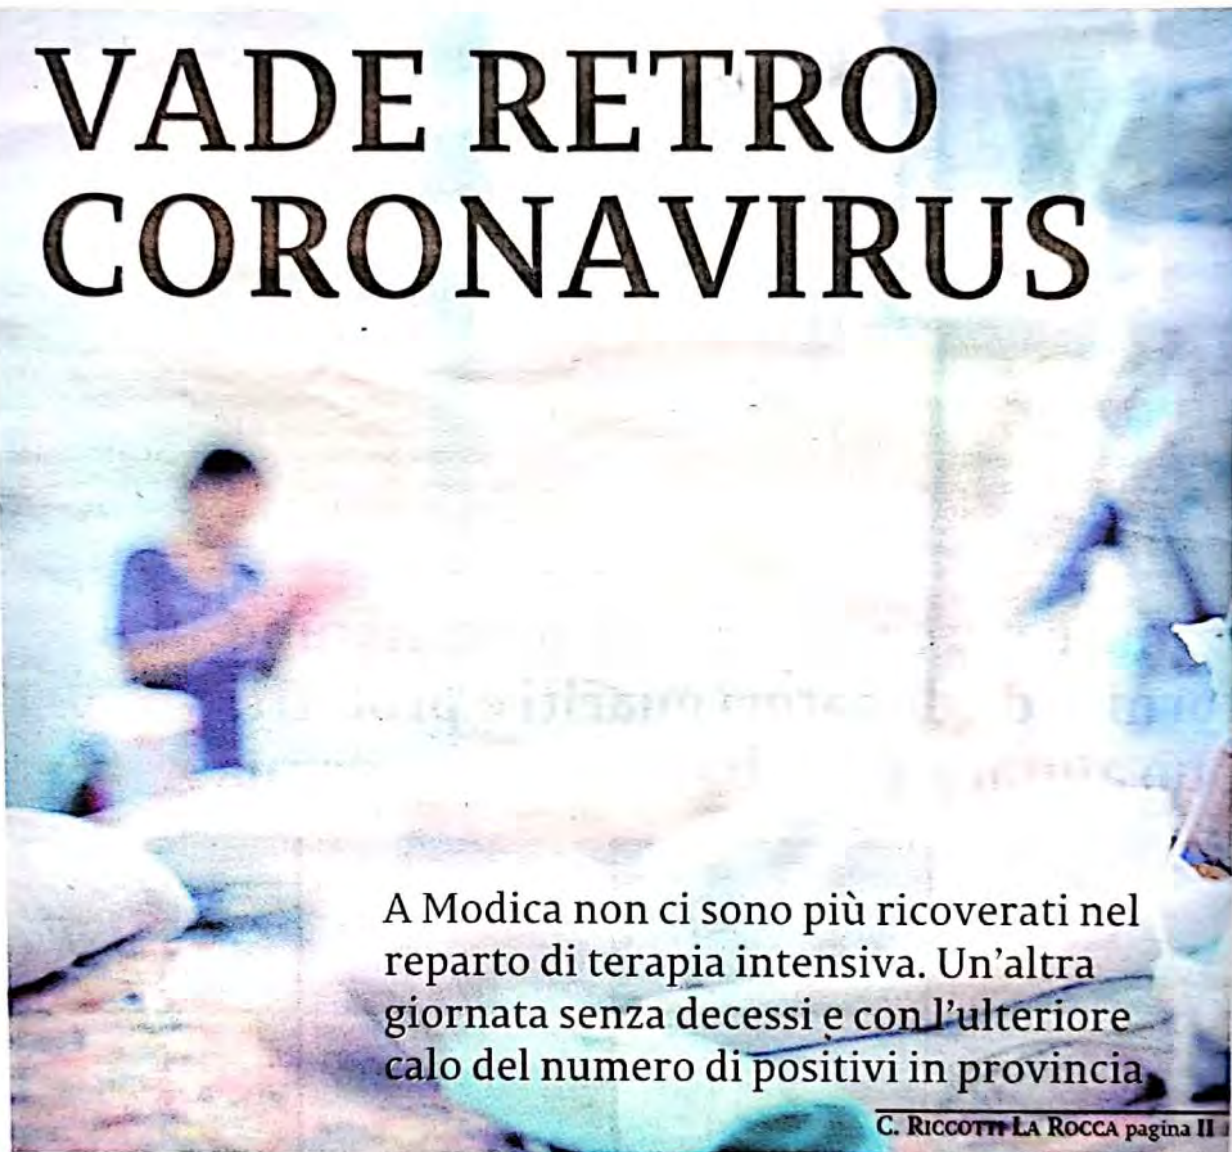 VADE RETRO
CORONAVIRUS
A Modica non ci sono più ricoverati nel
reparto di terapia intensiva. Un'altra
giornata senza decessi e con l'ulteriore
calo del numero di positivi in provincia
C. RICCOTTI LA ROCCA pagina II